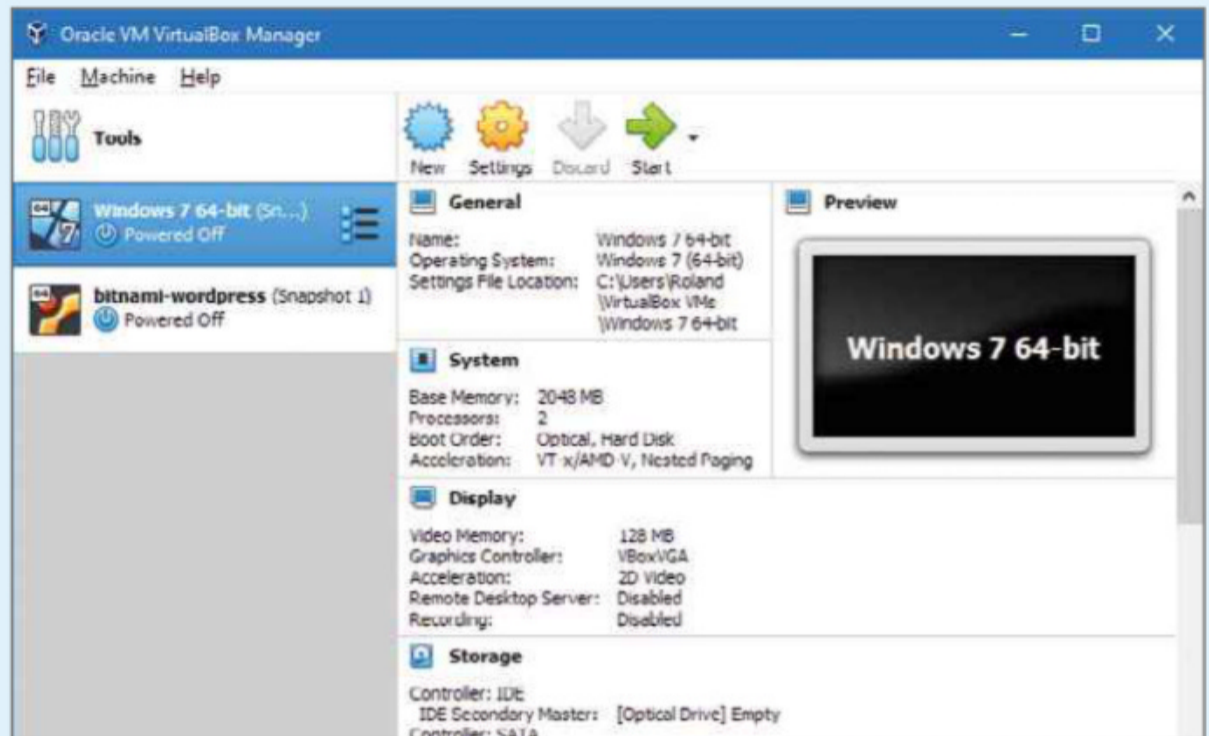 Oracle VM VirtualBox Manager
File Machine Help
Tools
New Settings Discard Start
64 7 Windows 7 64-bit (Sn...)
Powered Off
64 bitnami-wordpress (Snapshot 1)
Powered Off
General
Name: Windows 7 64-bit
Operating System: Windows 7 (64-bit)
Settings File Location: C:\Users\Roland
\VirtualBox VMs
\Windows 7 64-bit
Preview
Windows 7 64-bit
System
Base Memory: 2048 MB
Processors: 2
Boot Order: Optical, Hard Disk
Acceleration: VT-x/AMD-V, Nested Paging
Display
Video Memory: 128 MB
Graphics Controller: VBoxVGA
Acceleration: 2D Video
Remote Desktop Server: Disabled
Recording: Disabled
Storage
Controller: IDE
IDE Secondary Master: [Optical Drive] Empty
Controller: SATA